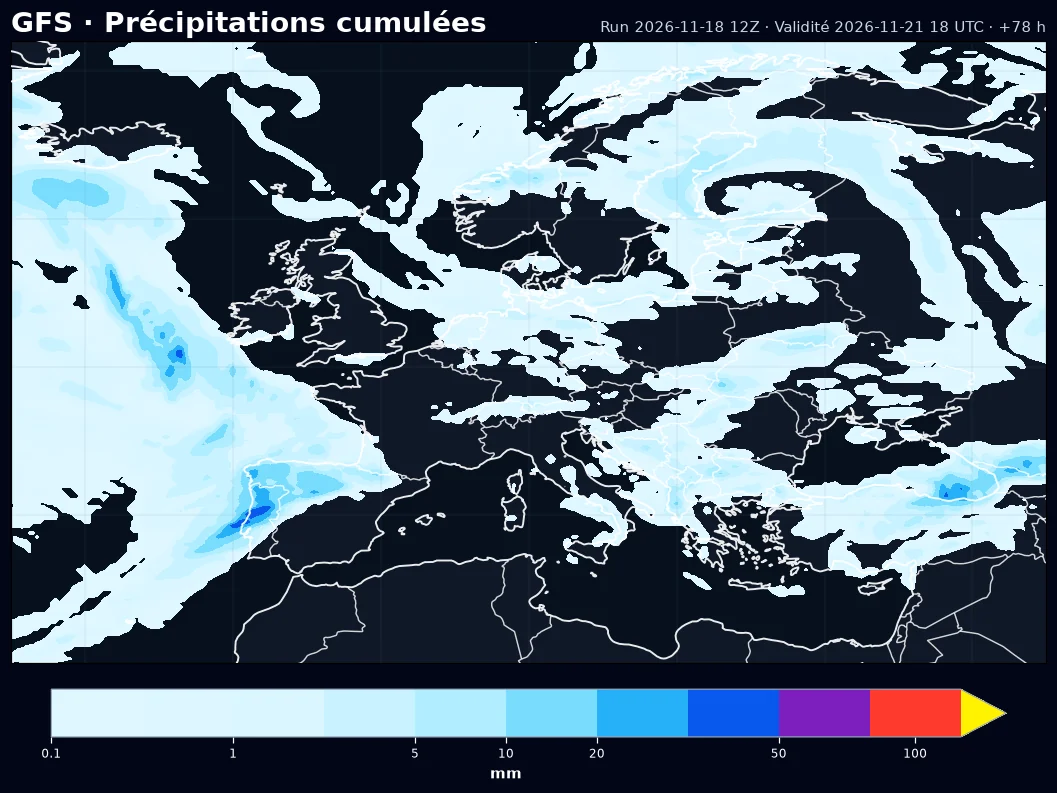 GFS · Précipitations cumulées
Run 2026-11-18 12Z · Validité 2026-11-21 18 UTC · +78 h
0.1 1 5 10 20 50 100
mm